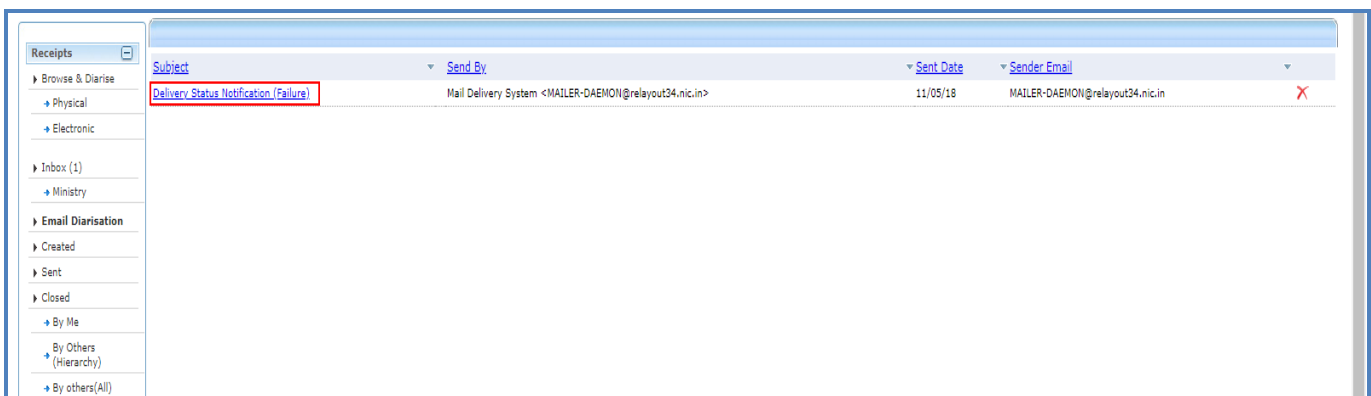 Receipts
Browse & Diarise
Physical
Electronic
Inbox (1)
Ministry
Email Diarisation
Created
Sent
Closed
By Me
By Others
(Hierarchy)
By others(All)
Subject Send By Sent Date Sender Email
Delivery Status Notification (Failure) Mail Delivery System <MAILER-DAEMON@relayout34.nic.in> 11/05/18 MAILER-DAEMON@relayout34.nic.in